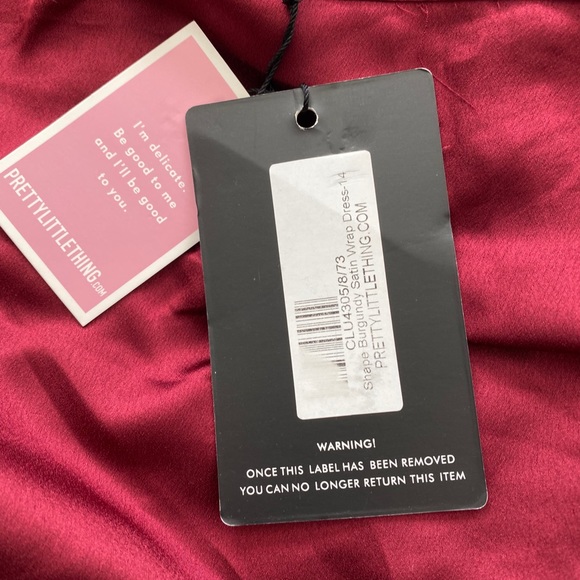 I'm delicate.
Be good to me
and I'll be good
to you.
PRETTYLITTLETHING.COM
CLU4305/8/73
Shape Burgundy Satin Wrap Dress-14
PRETTYLITTLETHING.COM
WARNING!
ONCE THIS LABEL HAS BEEN REMOVED
YOU CAN NO LONGER RETURN THIS ITEM